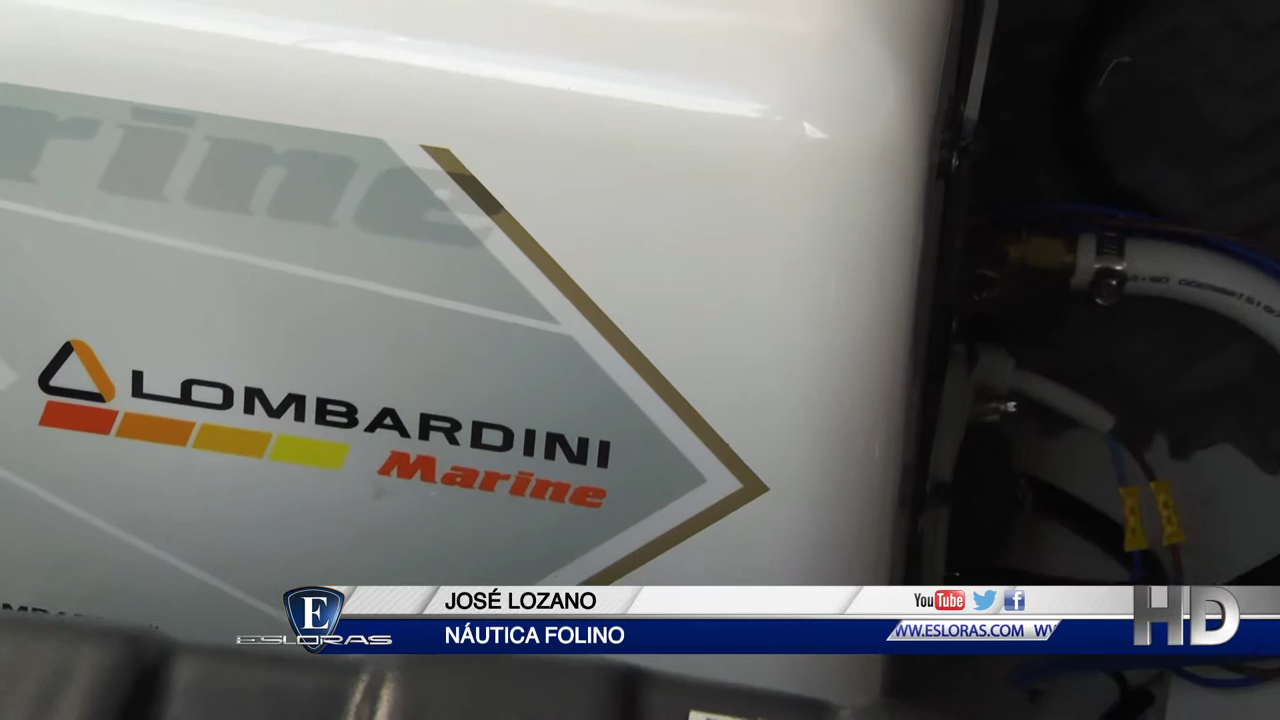 rine
LOMBARDINI
Marine
JOSÉ LOZANO
NÁUTICA FOLINO
E
ESLORAS
YouTube
WWW.ESLORAS.COM
HD